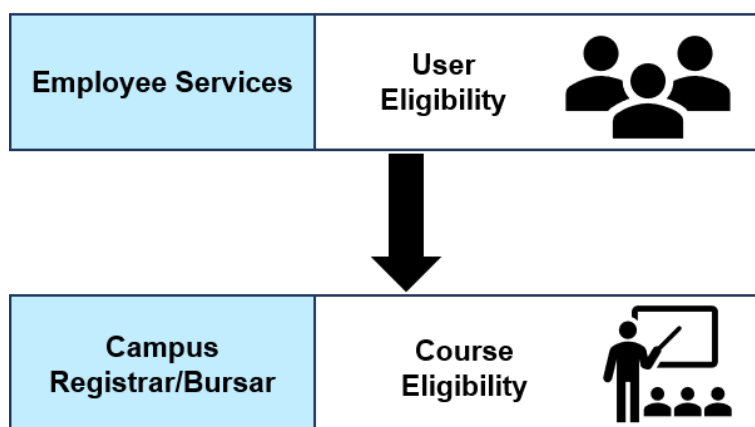 Employee Services
User
Eligibility
Campus
Registrar/Bursar
Course
Eligibility